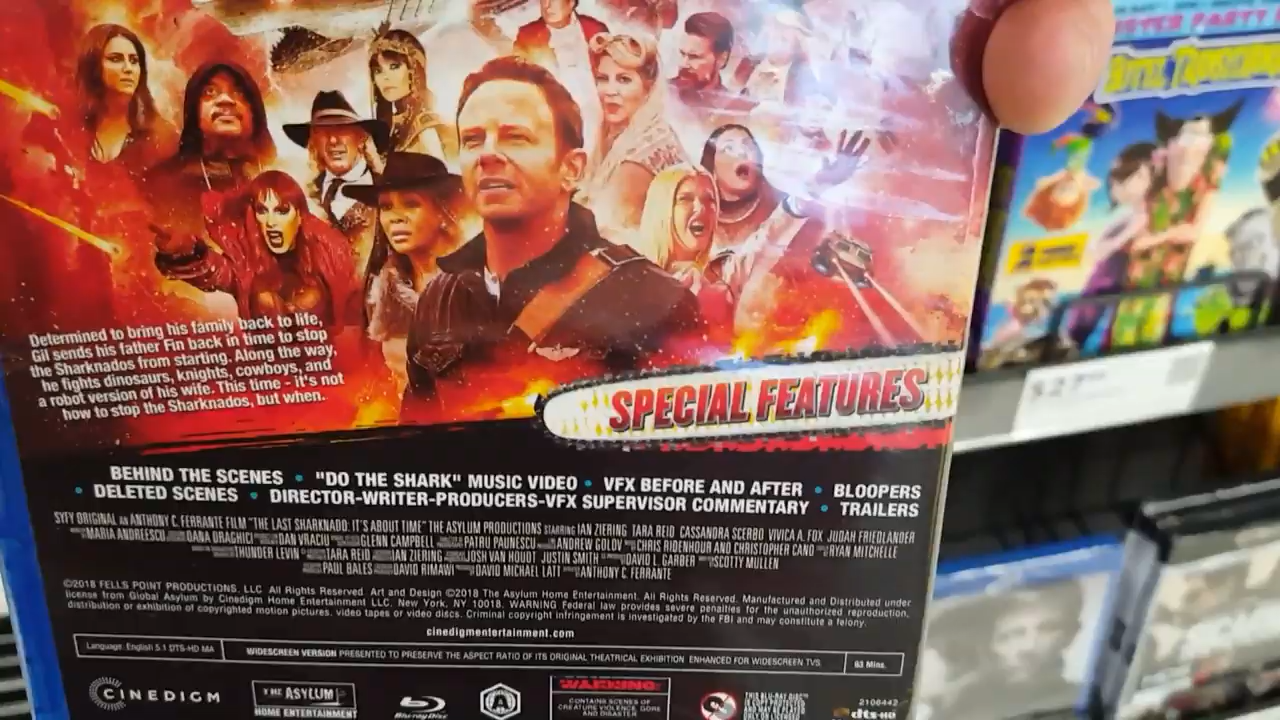 Determined to bring his family back to life,
Gil sends his father Fin back in time to stop
the Sharknados from starting. Along the way,
he fights dinosaurs, knights, cowboys, and
a robot version of his wife. This time - it's not
how to stop the Sharknados, but when.
SPECIAL FEATURES
BEHIND THE SCENES • "DO THE SHARK" MUSIC VIDEO • VFX BEFORE AND AFTER • BLOOPERS
• DELETED SCENES • DIRECTOR-WRITER-PRODUCERS-VFX SUPERVISOR COMMENTARY • TRAILERS
SYFY ORIGINAL AN ANTHONY C. FERRANTE FILM "THE LAST SHARKNADO: IT'S ABOUT TIME" THE ASYLUM PRODUCTIONS STARRING IAN ZIERING TARA REID CASSANDRA SCERBO VIVICA A. FOX JUDAH FRIEDLANDER
MARIA ANDREESCU DANA DRAGHICI DAN VRACIU GLENN CAMPBELL PATRU PAUNESCU ANDREW GOLOV CHRIS RIDENHOUR AND CHRISTOPHER CANO RYAN MITCHELLE
THUNDER LEVIN TARA REID IAN ZIERING JOSH VAN HOUDT JUSTIN SMITH DAVID L. GARBER SCOTTY MULLEN
PAUL BALES DAVID RIMAWI DAVID MICHAEL LATT ANTHONY C. FERRANTE
©2018 FELLS POINT PRODUCTIONS, LLC All Rights Reserved. Art and Design ©2018 The Asylum Home Entertainment. All Rights Reserved. Manufactured and Distributed under
license from Global Asylum by Cinedigm Home Entertainment LLC. New York, NY 10018. WARNING Federal law provides severe penalties for the unauthorized reproduction,
distribution or exhibition of copyrighted motion pictures. video tapes or video discs. Criminal copyright infringement is investigated by the FBI and may constitute a felony.
cinedigmentertainment.com
Language: English 5.1 DTS-HD MA
WIDESCREEN VERSION PRESENTED TO PRESERVE THE ASPECT RATIO OF ITS ORIGINAL THEATRICAL EXHIBITION ENHANCED FOR WIDESCREEN TVS
83 Mins.
CINEDIGM
THE ASYLUM
HOME ENTERTAINMENT
Blu-ray Disc
WARNING:
CONTAINS SCENES OF
CREATURE VIOLENCE, GORE
AND DISASTER
THIS BLU-RAY DISC
IS COPY PROTECTED
2106442
dts-HD
PARTY